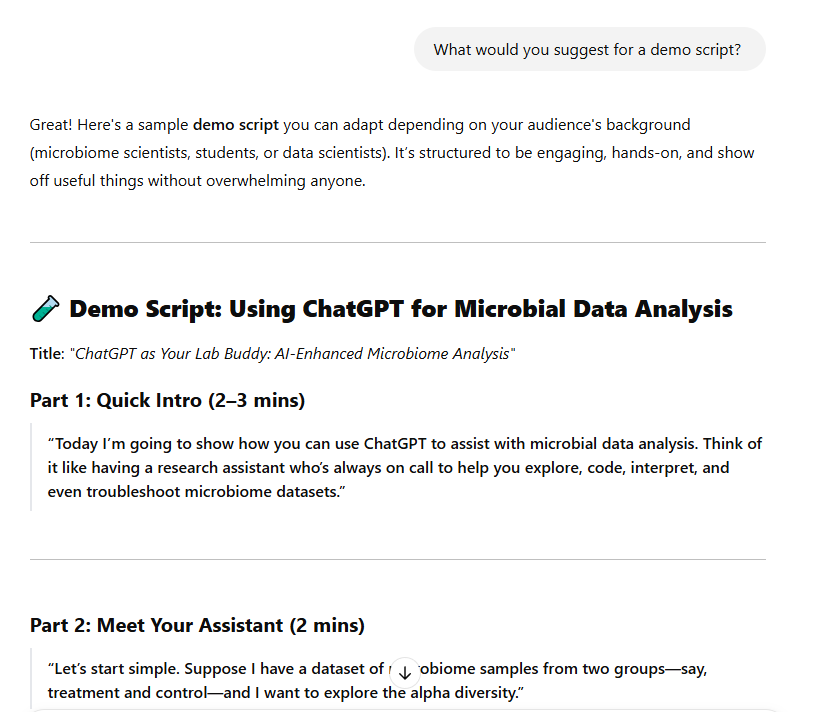 What would you suggest for a demo script?
Great! Here's a sample demo script you can adapt depending on your audience's background
(microbiome scientists, students, or data scientists). It's structured to be engaging, hands-on, and show
off useful things without overwhelming anyone.
Demo Script: Using ChatGPT for Microbial Data Analysis
Title: "ChatGPT as Your Lab Buddy: AI-Enhanced Microbiome Analysis"
Part 1: Quick Intro (2–3 mins)
“Today I’m going to show how you can use ChatGPT to assist with microbial data analysis. Think of
it like having a research assistant who’s always on call to help you explore, code, interpret, and
even troubleshoot microbiome datasets.”
Part 2: Meet Your Assistant (2 mins)
“Let’s start simple. Suppose I have a dataset of samples from two groups—say,
treatment and control—and I want to explore the alpha diversity.”